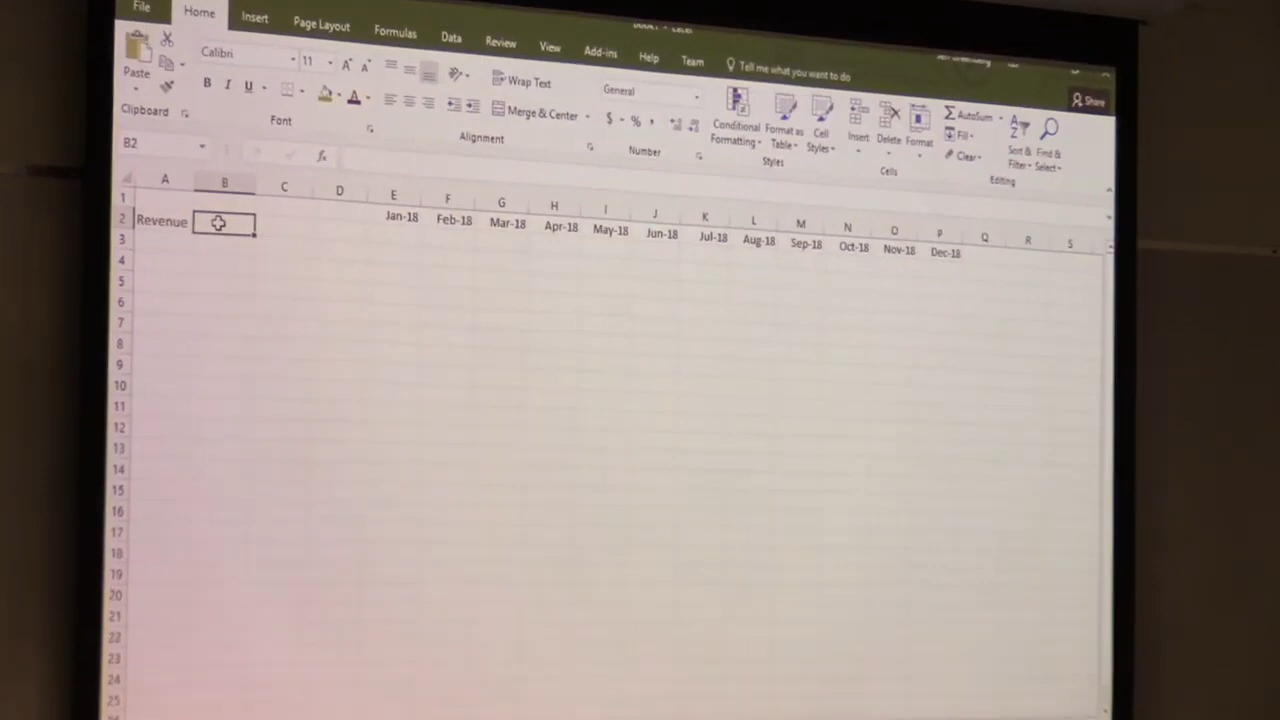 File Home Insert Page Layout Formulas Data Review View Add-ins Help Team Tell me what you want to do
Share
Calibri 11 Wrap Text General AutoSum
Paste B I U Merge & Center $ % , Conditional Formatting Format as Table Cell Styles Insert Delete Format Fill Sort & Filter Find & Select
Clear
Clipboard Font Alignment Number Styles Cells Editing
B2 fx
A B C D E F G H I J K L M N O P Q R S
1
2 Revenue Jan-18 Feb-18 Mar-18 Apr-18 May-18 Jun-18 Jul-18 Aug-18 Sep-18 Oct-18 Nov-18 Dec-18
3
4
5
6
7
8
9
10
11
12
13
14
15
16
17
18
19
20
21
22
23
24
25